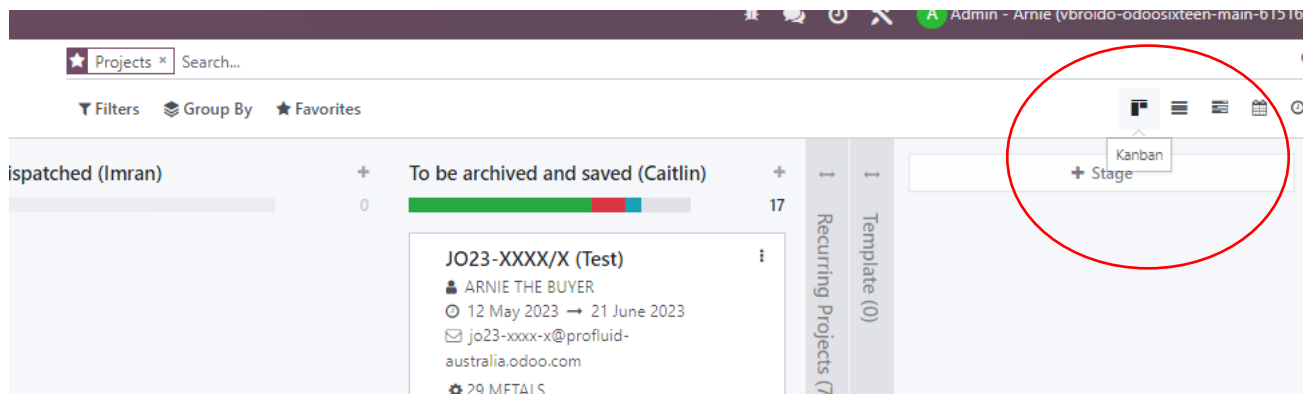 A Admin - Arnie (vbroido-odoosixteen-main-61516
Projects × Search...
Filters Group By Favorites
Kanban
ispatched (Imran) +
0
To be archived and saved (Caitlin) +
17
Recurring Projects (7
Template (0)
+ Stage
JO23-XXXX/X (Test)
ARNIE THE BUYER
12 May 2023 → 21 June 2023
jo23-xxxx-x@profluid-
australia.odoo.com
29 METALS